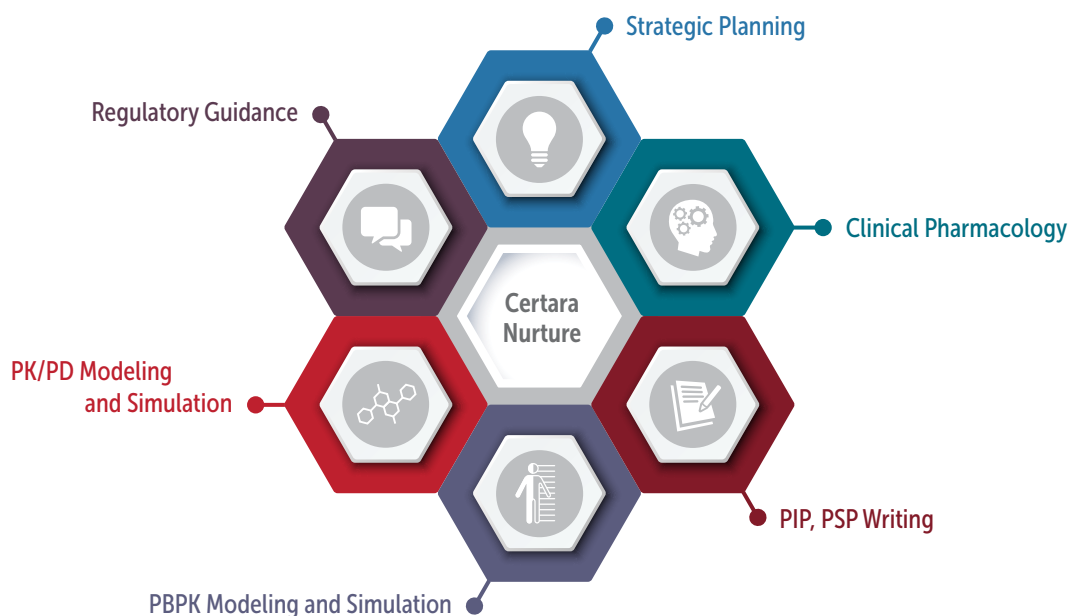 Strategic Planning
Regulatory Guidance
Clinical Pharmacology
Certara
Nurture
PK/PD Modeling
and Simulation
PIP, PSP Writing
PBPK Modeling and Simulation